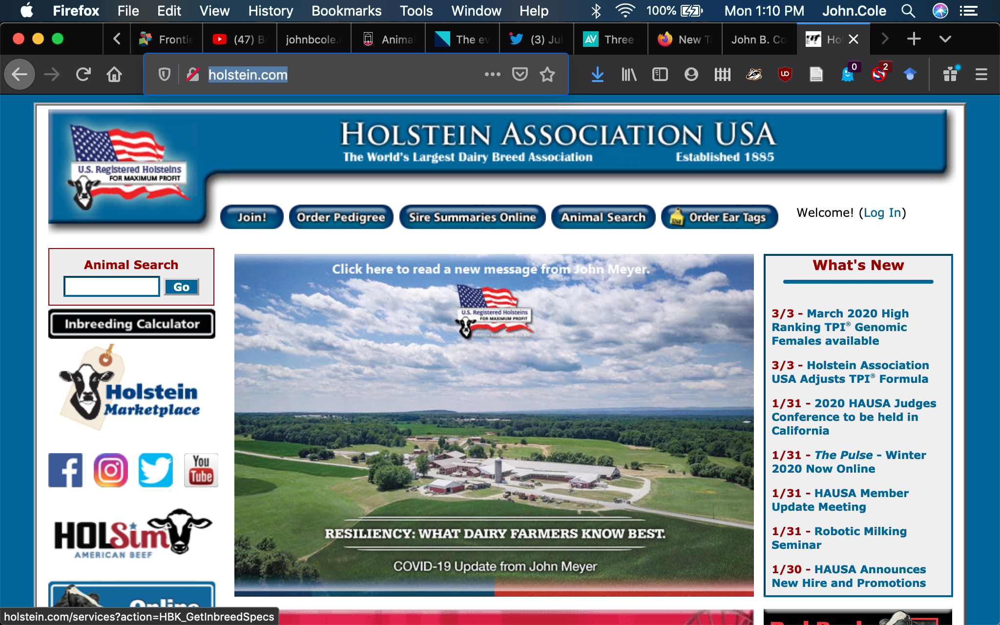 Firefox File Edit View History Bookmarks Tools Window Help 100% Mon 1:10 PM John.Cole
Frontie (47) B johnbcole. Animal The ev (3) Jul AV Three New T John B. Co Hol
holstein.com 0 2
HOLSTEIN ASSOCIATION USA
The World's Largest Dairy Breed Association Established 1885
U.S. Registered Holsteins
FOR MAXIMUM PROFIT
Join! Order Pedigree Sire Summaries Online Animal Search Order Ear Tags Welcome! (Log In)
Animal Search
Go
Inbreeding Calculator
Holstein
Marketplace
You
Tube
HOLSim
AMERICAN BEEF
Online
Click here to read a new message from John Meyer.
U.S. Registered Holsteins
FOR MAXIMUM PROFIT
RESILIENCY: WHAT DAIRY FARMERS KNOW BEST.
COVID-19 Update from John Meyer
What's New
3/3 - March 2020 High
Ranking TPI® Genomic
Females available
3/3 - Holstein Association
USA Adjusts TPI® Formula
1/31 - 2020 HAUSA Judges
Conference to be held in
California
1/31 - The Pulse - Winter
2020 Now Online
1/31 - HAUSA Member
Update Meeting
1/31 - Robotic Milking
Seminar
1/30 - HAUSA Announces
New Hire and Promotions
holstein.com/services?action=HBK_GetInbreedSpecs